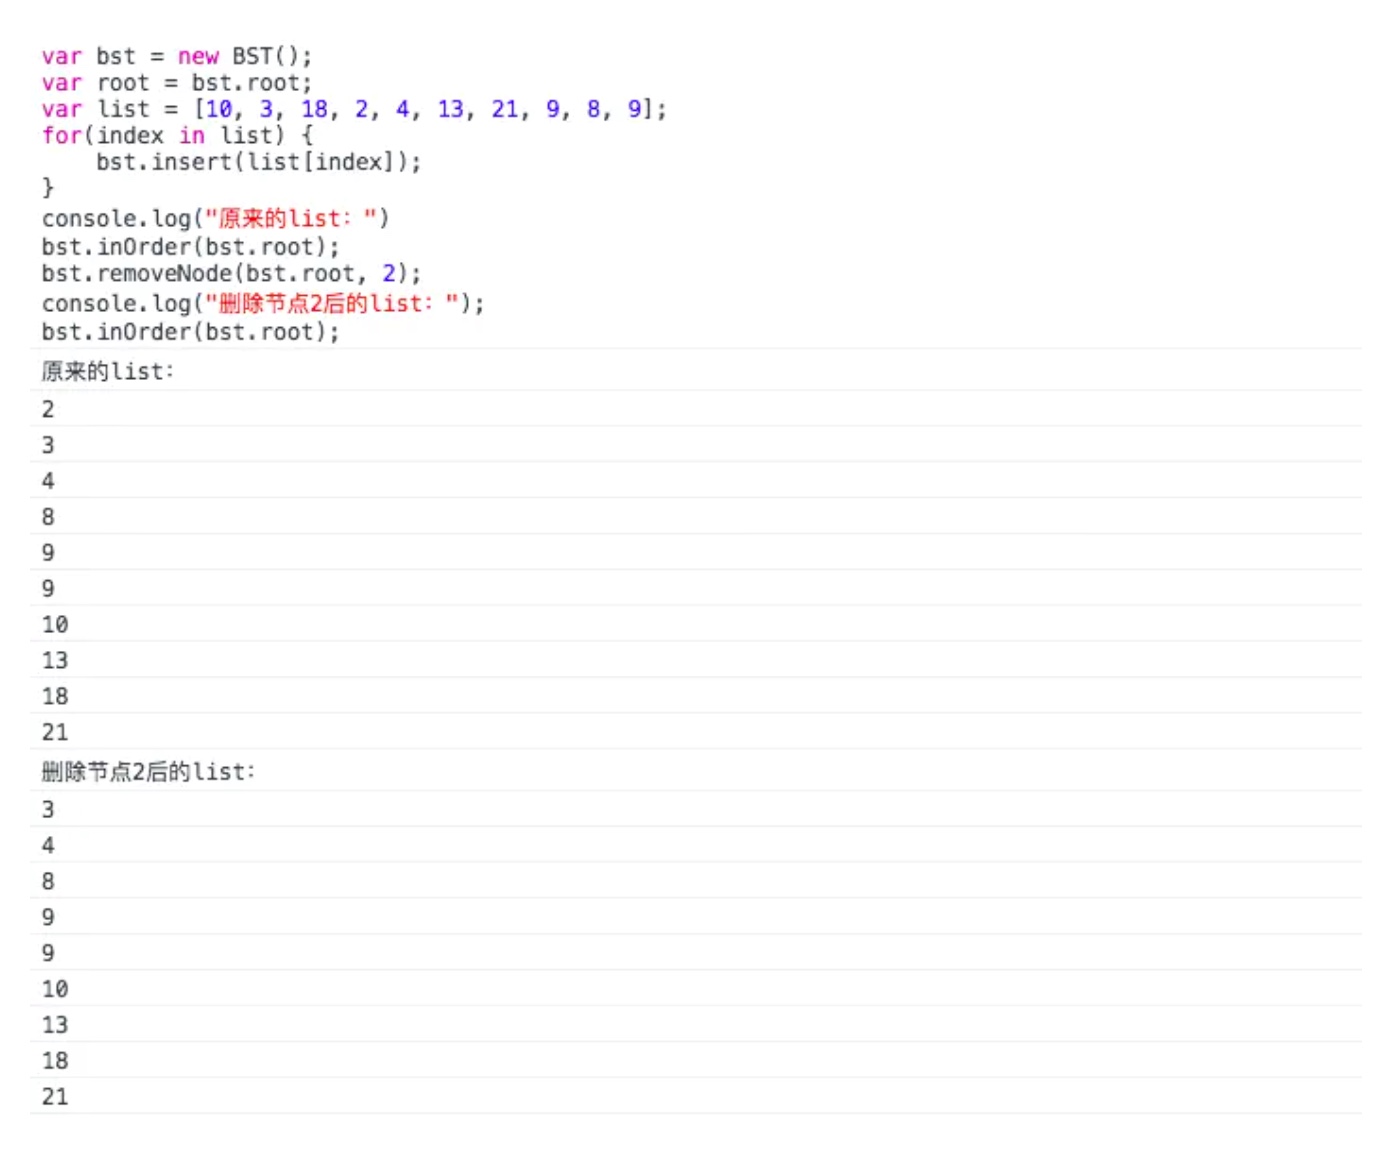 var bst = new BST();
var root = bst.root;
var list = [10, 3, 18, 2, 4, 13, 21, 9, 8, 9];
for(index in list) {
    bst.insert(list[index]);
}
console.log("原来的list：")
bst.inOrder(bst.root);
bst.removeNode(bst.root, 2);
console.log("删除节点2后的list：");
bst.inOrder(bst.root);
原来的list：
2
3
4
8
9
9
10
13
18
21
删除节点2后的list：
3
4
8
9
9
10
13
18
21